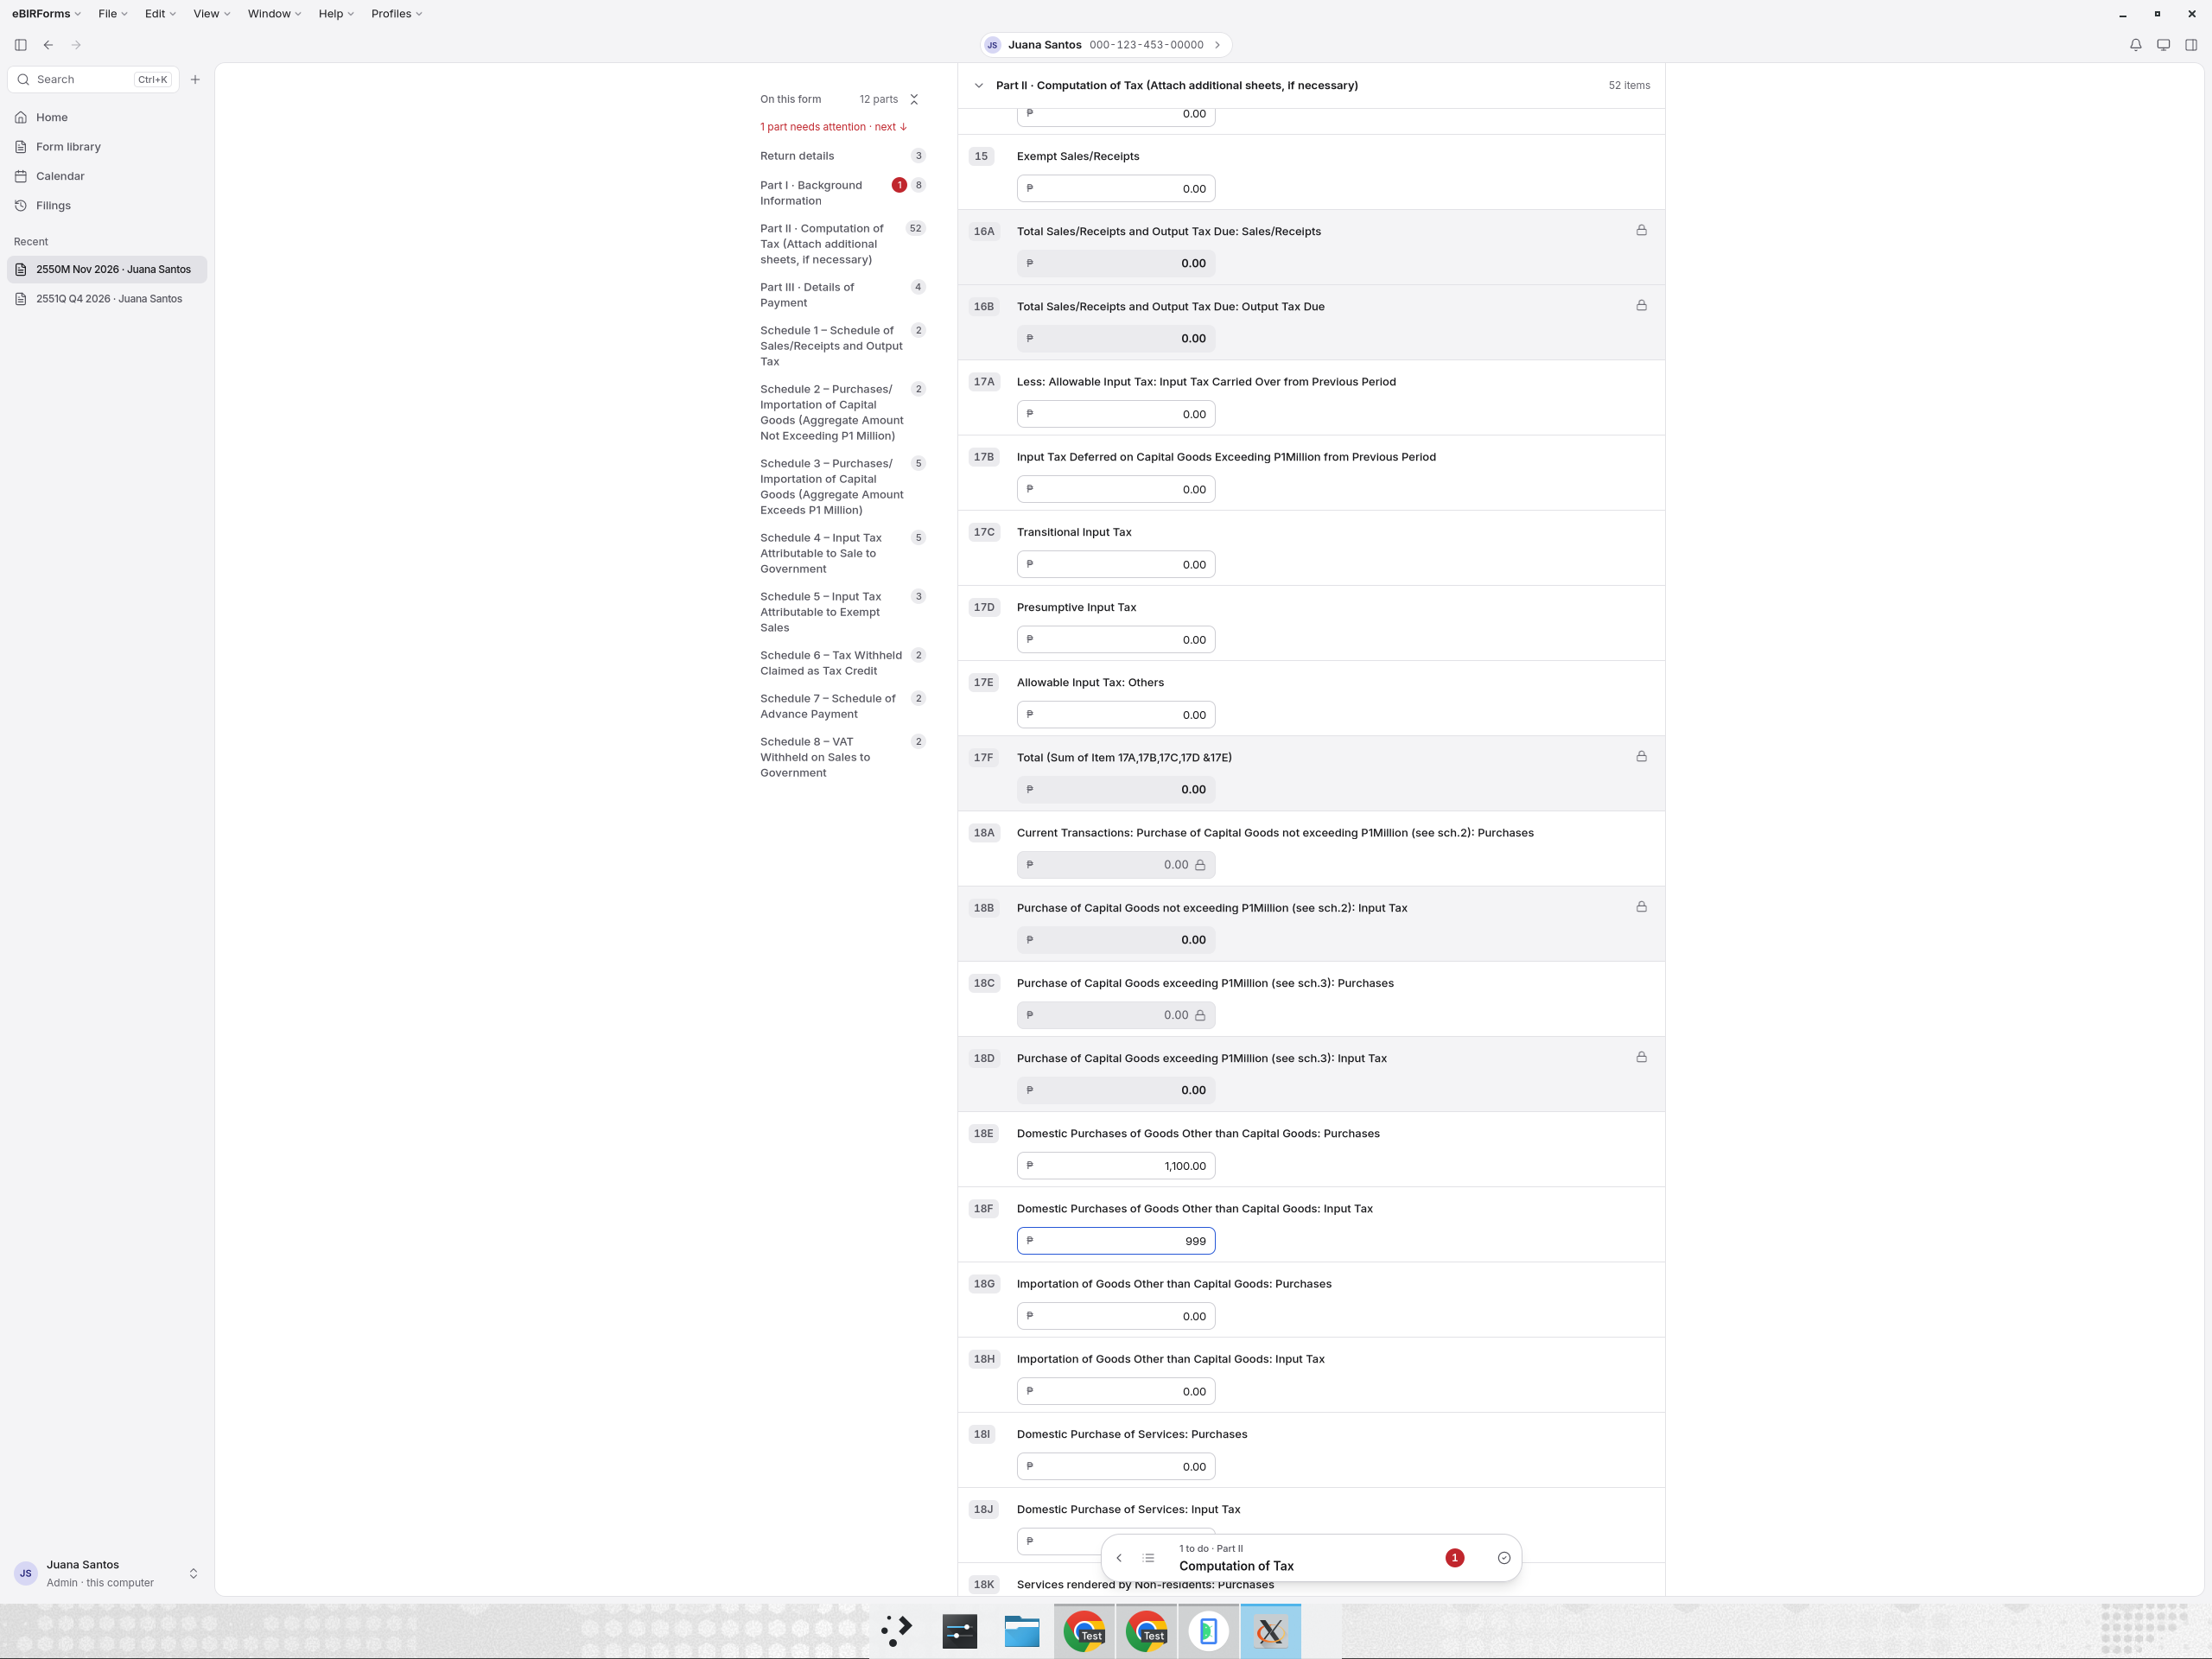 eBIRForms File Edit View Window Help Profiles
JS Juana Santos 000-123-453-00000
Search Ctrl+K
Home
Form library
Calendar
Filings
Recent
2550M Nov 2026 · Juana Santos
2551Q Q4 2026 · Juana Santos
JS Juana Santos
Admin · this computer
On this form 12 parts
1 part needs attention · next ↓
Return details 3
Part I · Background 1 8
Information
Part II · Computation of 52
Tax (Attach additional
sheets, if necessary)
Part III · Details of 4
Payment
Schedule 1 – Schedule of 2
Sales/Receipts and Output
Tax
Schedule 2 – Purchases/ 2
Importation of Capital
Goods (Aggregate Amount
Not Exceeding P1 Million)
Schedule 3 – Purchases/ 5
Importation of Capital
Goods (Aggregate Amount
Exceeds P1 Million)
Schedule 4 – Input Tax 5
Attributable to Sale to
Government
Schedule 5 – Input Tax 3
Attributable to Exempt
Sales
Schedule 6 – Tax Withheld 2
Claimed as Tax Credit
Schedule 7 – Schedule of 2
Advance Payment
Schedule 8 – VAT 2
Withheld on Sales to
Government
Part II · Computation of Tax (Attach additional sheets, if necessary) 52 items
₱ 0.00
15 Exempt Sales/Receipts
₱ 0.00
16A Total Sales/Receipts and Output Tax Due: Sales/Receipts
₱ 0.00
16B Total Sales/Receipts and Output Tax Due: Output Tax Due
₱ 0.00
17A Less: Allowable Input Tax: Input Tax Carried Over from Previous Period
₱ 0.00
17B Input Tax Deferred on Capital Goods Exceeding P1Million from Previous Period
₱ 0.00
17C Transitional Input Tax
₱ 0.00
17D Presumptive Input Tax
₱ 0.00
17E Allowable Input Tax: Others
₱ 0.00
17F Total (Sum of Item 17A,17B,17C,17D &17E)
₱ 0.00
18A Current Transactions: Purchase of Capital Goods not exceeding P1Million (see sch.2): Purchases
₱ 0.00
18B Purchase of Capital Goods not exceeding P1Million (see sch.2): Input Tax
₱ 0.00
18C Purchase of Capital Goods exceeding P1Million (see sch.3): Purchases
₱ 0.00
18D Purchase of Capital Goods exceeding P1Million (see sch.3): Input Tax
₱ 0.00
18E Domestic Purchases of Goods Other than Capital Goods: Purchases
₱ 1,100.00
18F Domestic Purchases of Goods Other than Capital Goods: Input Tax
₱ 999
18G Importation of Goods Other than Capital Goods: Purchases
₱ 0.00
18H Importation of Goods Other than Capital Goods: Input Tax
₱ 0.00
18I Domestic Purchase of Services: Purchases
₱ 0.00
18J Domestic Purchase of Services: Input Tax
₱
1 to do · Part II
Computation of Tax 1
18K Services rendered by Non-residents: Purchases
Test Test